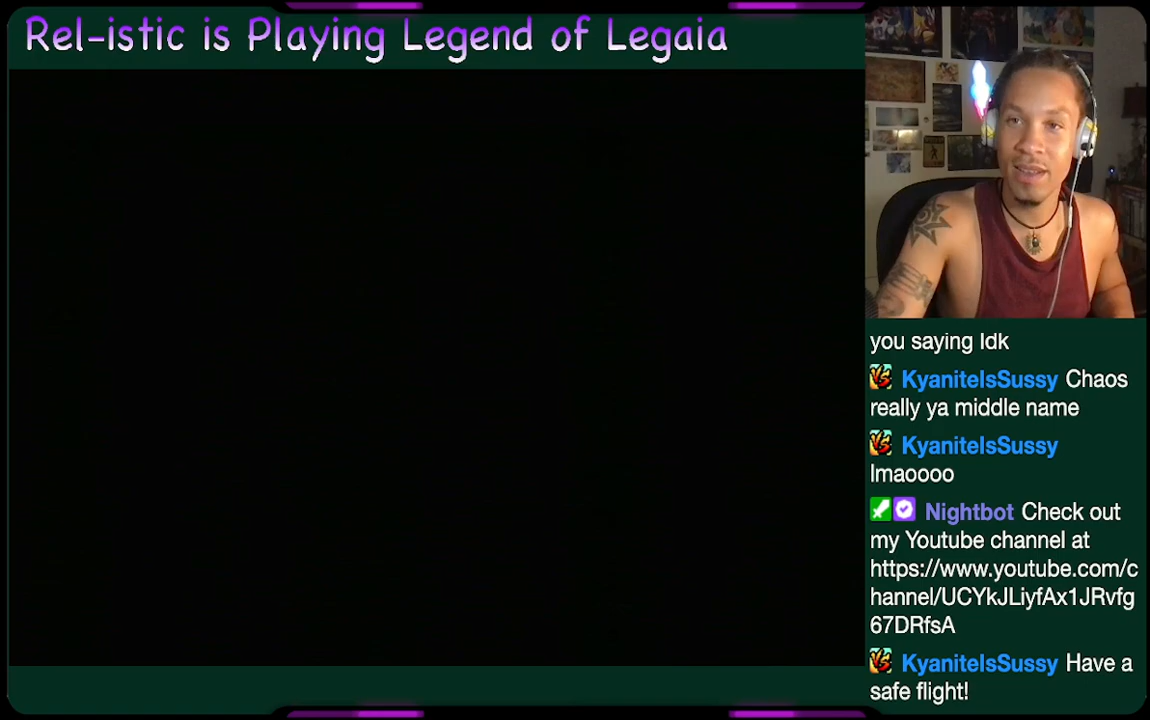 Rel-istic is Playing Legend of Legaia
you saying Idk
KyaniteIsSussy Chaos
really ya middle name
KyaniteIsSussy
lmaoooo
Nightbot Check out
my Youtube channel at
https://www.youtube.com/c
hannel/UCYkJLiyfAx1JRvfg
67DRfsA
KyaniteIsSussy Have a
safe flight!